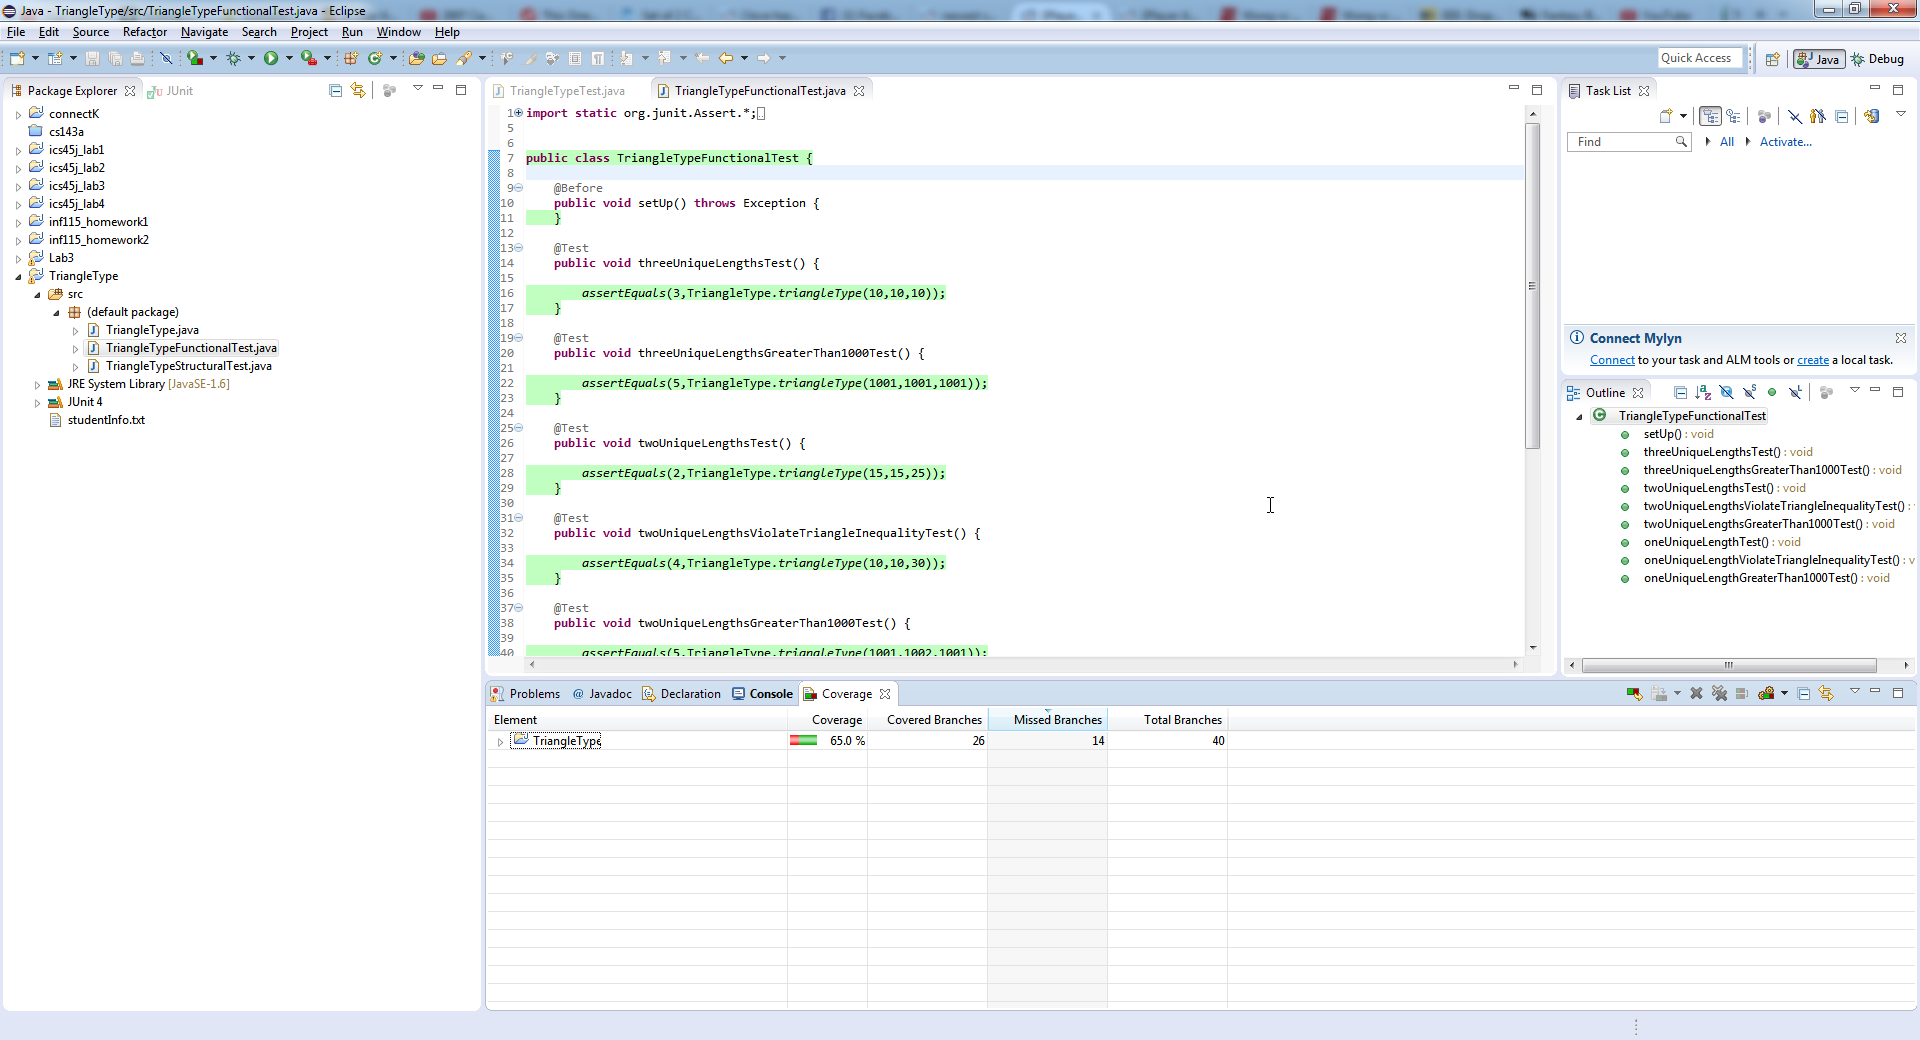 Java - TriangleType/src/TriangleTypeFunctionalTest.java - Eclipse
File Edit Source Refactor Navigate Search Project Run Window Help
Quick Access Java Debug
Package Explorer JUnit
connectK
cs143a
ics45j_lab1
ics45j_lab2
ics45j_lab3
ics45j_lab4
inf115_homework1
inf115_homework2
Lab3
TriangleType
src
(default package)
TriangleType.java
TriangleTypeFunctionalTest.java
TriangleTypeStructuralTest.java
JRE System Library [JavaSE-1.6]
JUnit 4
studentInfo.txt
TriangleTypeTest.java TriangleTypeFunctionalTest.java
1 import static org.junit.Assert.*;
5
6
7 public class TriangleTypeFunctionalTest {
8
9 @Before
10 public void setUp() throws Exception {
11 }
12
13 @Test
14 public void threeUniqueLengthsTest() {
15
16 assertEquals(3,TriangleType.triangleType(10,10,10));
17 }
18
19 @Test
20 public void threeUniqueLengthsGreaterThan1000Test() {
21
22 assertEquals(5,TriangleType.triangleType(1001,1001,1001));
23 }
24
25 @Test
26 public void twoUniqueLengthsTest() {
27
28 assertEquals(2,TriangleType.triangleType(15,15,25));
29 }
30
31 @Test
32 public void twoUniqueLengthsViolateTriangleInequalityTest() {
33
34 assertEquals(4,TriangleType.triangleType(10,10,30));
35 }
36
37 @Test
38 public void twoUniqueLengthsGreaterThan1000Test() {
39
40 assertEquals(5,TriangleType.triangleType(1001,1002,1001));
Task List
Find All Activate...
Connect Mylyn
Connect to your task and ALM tools or create a local task.
Outline
TriangleTypeFunctionalTest
setUp() : void
threeUniqueLengthsTest() : void
threeUniqueLengthsGreaterThan1000Test() : void
twoUniqueLengthsTest() : void
twoUniqueLengthsViolateTriangleInequalityTest() :
twoUniqueLengthsGreaterThan1000Test() : void
oneUniqueLengthTest() : void
oneUniqueLengthViolateTriangleInequalityTest() : v
oneUniqueLengthGreaterThan1000Test() : void
Problems @ Javadoc Declaration Console Coverage
Element Coverage Covered Branches Missed Branches Total Branches
TriangleType 65.0 % 26 14 40